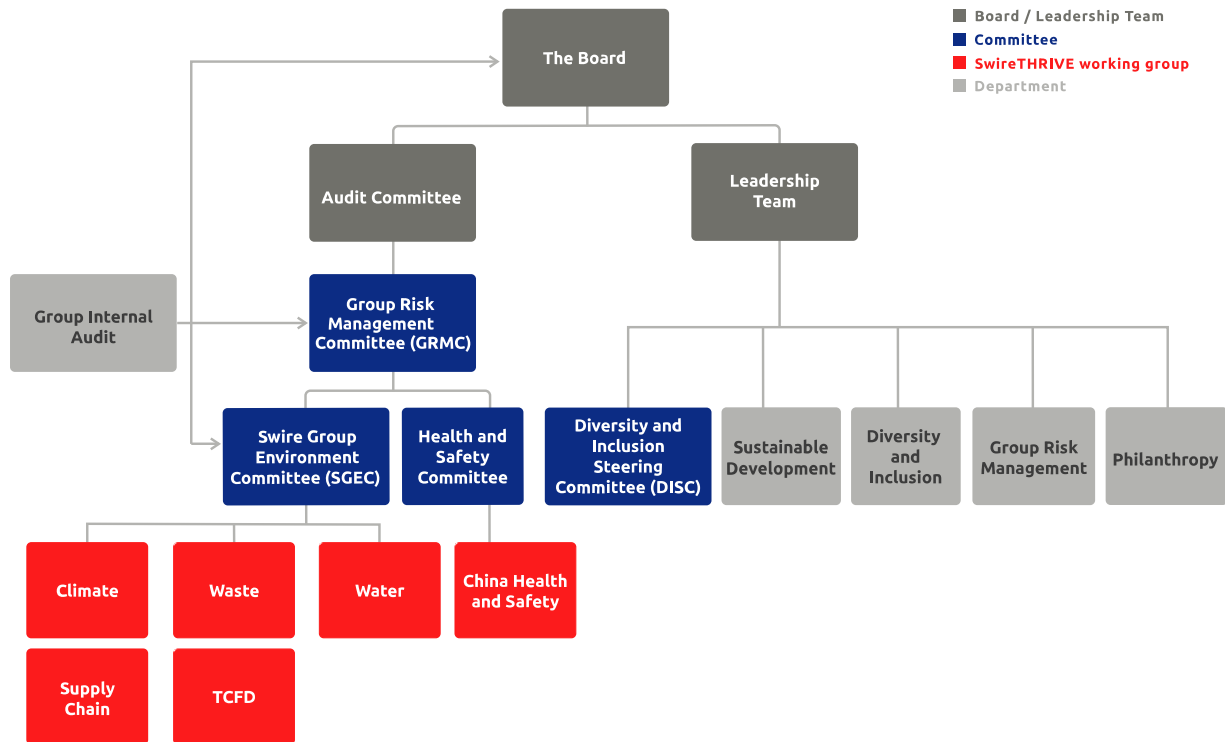 Board / Leadership Team
Committee
SwireTHRIVE working group
Department
The Board
Audit Committee
Leadership
Team
Group Internal
Audit
Group Risk
Management
Committee (GRMC)
Swire Group
Environment
Committee (SGEC)
Health and
Safety
Committee
Diversity and
Inclusion
Steering
Committee (DISC)
Sustainable
Development
Diversity
and
Inclusion
Group Risk
Management
Philanthropy
Climate
Waste
Water
China Health
and Safety
Supply
Chain
TCFD